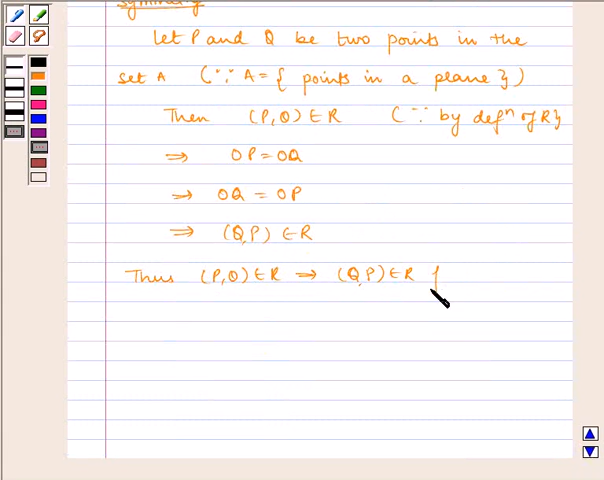 Symmetry
Let P and Q be two points in the
set A (∵ A = { points in a plane })
Then (P,Q) ∈ R (∵ by defⁿ of R}
⇒ OP = OQ
⇒ OQ = OP
⇒ (Q,P) ∈ R
Thus (P,Q) ∈ R ⇒ (Q,P) ∈ R f